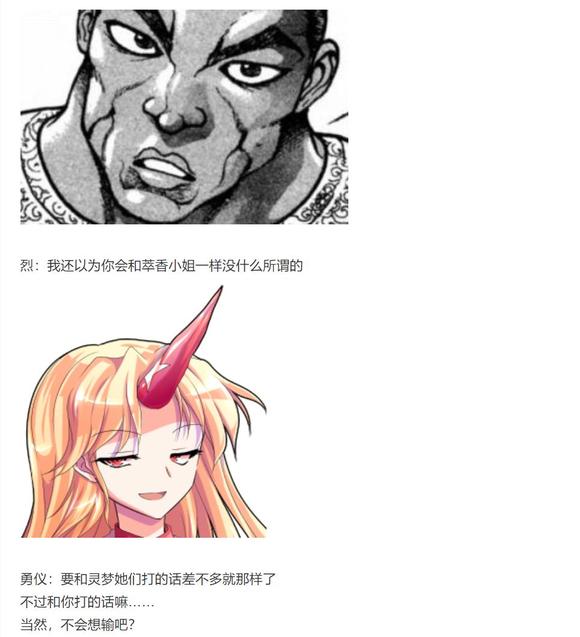 烈：我还以为你会和萃香小姐一样没什么所谓的
勇仪：要和灵梦她们打的话差不多就那样了
不过和你打的话嘛……
当然，不会想输吧？